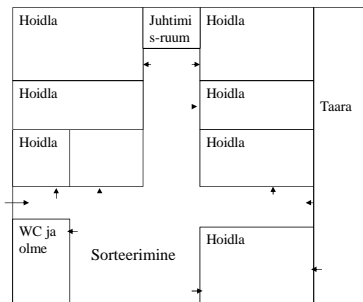 Hoidla
Juhtimi
s-ruum
Hoidla
Hoidla
Hoidla
Taara
Hoidla
Hoidla
WC ja
olme
Sorteerimine
Hoidla